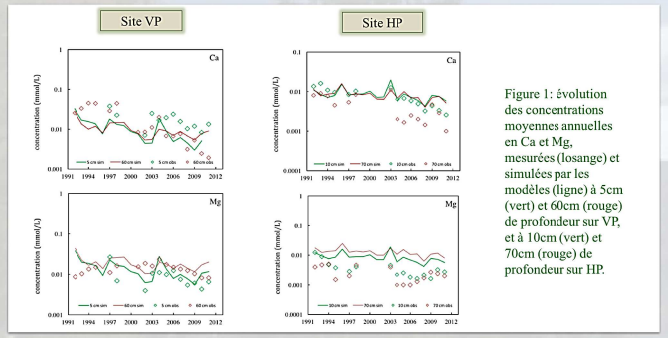 Site VP
Site HP
Ca
concentration (mmol/L)
1
0.1
0.01
0.001
5 cm sim 60 cm sim 5 cm obs 60 cm obs
1991 1994 1997 2000 2003 2006 2009 2012
Ca
concentration (mmol/L)
0.1
0.01
0.001
0.0001
10 cm sim 70 cm sim 10 cm obs 70 cm obs
1991 1994 1997 2000 2003 2006 2009 2012
Mg
concentration (mmol/L)
1
0.1
0.01
0.001
5 cm sim 60 cm sim 5 cm obs 60 cm obs
1991 1994 1997 2000 2003 2006 2009 2012
Mg
concentration (mmol/L)
1
0.1
0.01
0.001
0.0001
10 cm sim 70 cm sim 10 cm obs 70 cm obs
1991 1994 1997 2000 2003 2006 2009 2012
Figure 1: évolution
des concentrations
moyennes annuelles
en Ca et Mg,
mesurées (losange) et
simulées par les
modèles (ligne) à 5cm
(vert) et 60cm (rouge)
de profondeur sur VP,
et à 10cm (vert) et
70cm (rouge) de
profondeur sur HP.